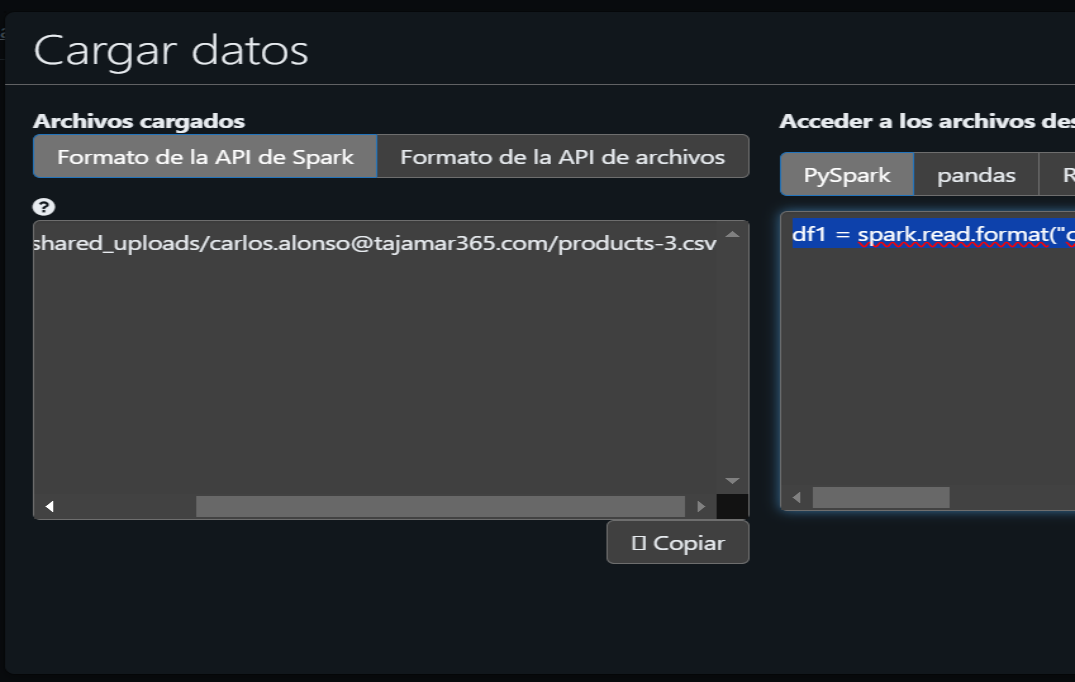 Cargar datos
Archivos cargados
Formato de la API de Spark
Formato de la API de archivos
shared_uploads/carlos.alonso@tajamar365.com/products-3.csv
Copiar
Acceder a los archivos des
PySpark
pandas
R
df1 = spark.read.format("c